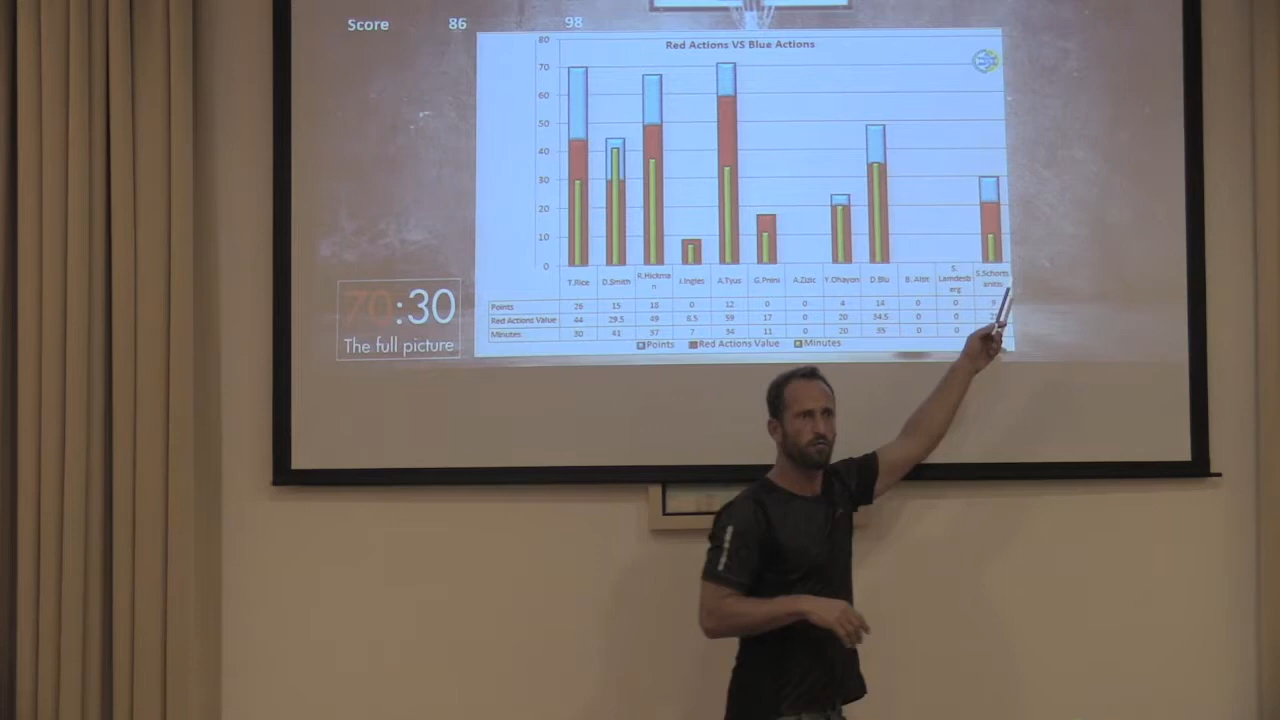 Score 86 98
Red Actions VS Blue Actions
80
70
60
50
40
30
20
10
0
T.Rice D.Smith R.Hickman J.Ingles A.Tyus G.Pnini A.Zizic Y.Ohayon D.Blu B. Altit S. Landesberg S.Schortsanitis
Points 26 15 18 0 12 0 0 4 14 0 0 9
Red Actions Value 44 29.5 49 8.5 59 17 0 20 34.5 0 0
Minutes 30 41 37 7 34 11 0 20 35 0 0
Points Red Actions Value Minutes
70:30
The full picture